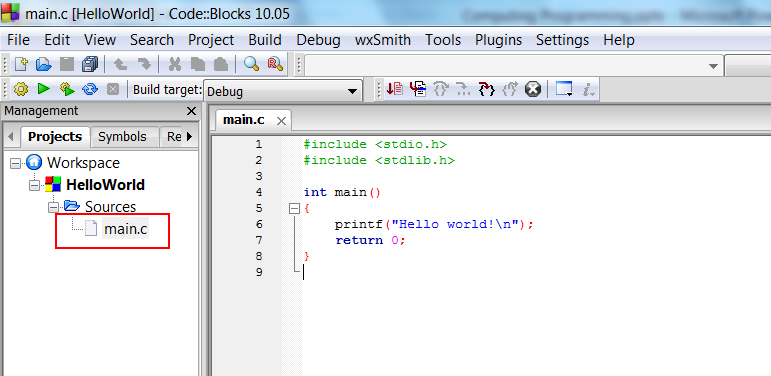 main.c [HelloWorld] - Code::Blocks 10.05
File Edit View Search Project Build Debug wxSmith Tools Plugins Settings Help
Build target: Debug
Management
Projects Symbols Re
Workspace
HelloWorld
Sources
main.c
main.c
1 #include <stdio.h>
2 #include <stdlib.h>
3
4 int main()
5 {
6 printf("Hello world!\n");
7 return 0;
8 }
9